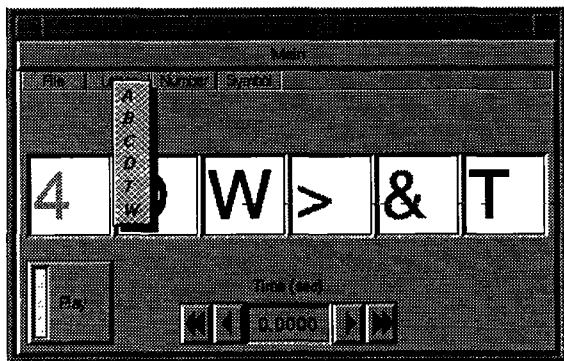 Main
File Number Symbol
A
B
C
D
T
W
4 W > & T
Play
Time (sec)
0.0000